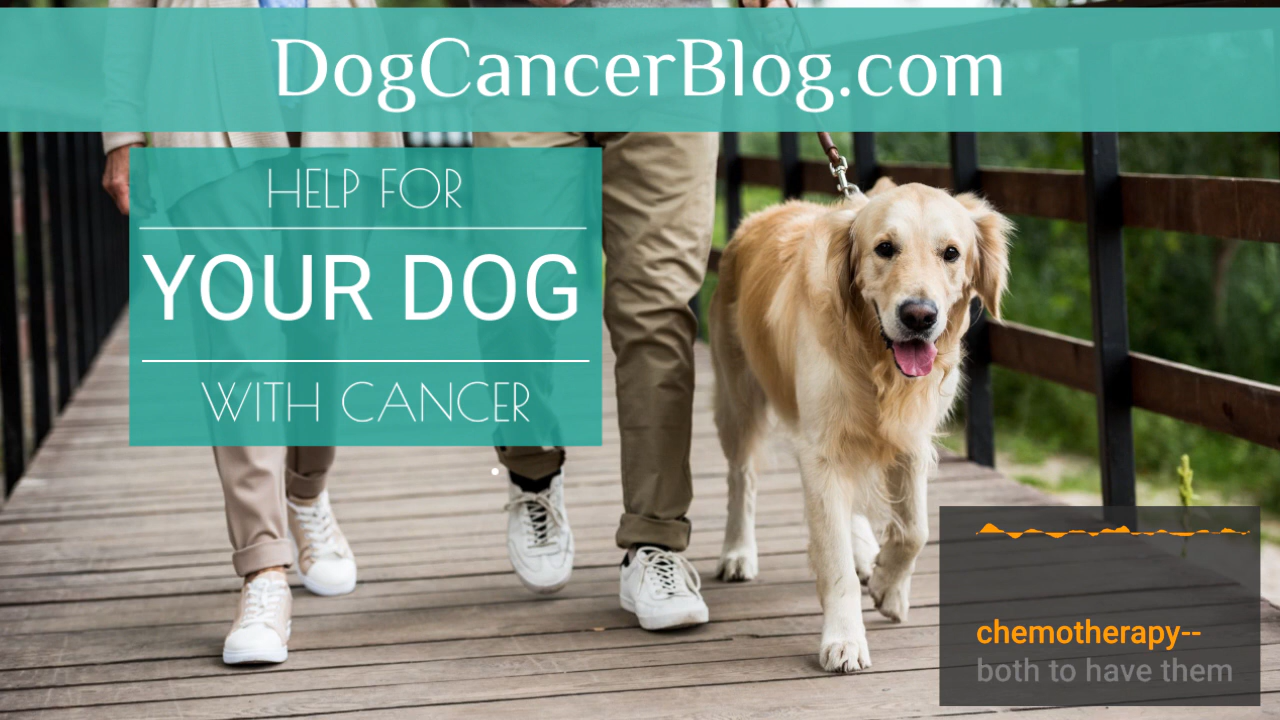 DogCancerBlog.com
HELP FOR
YOUR DOG
WITH CANCER
chemotherapy--
both to have them